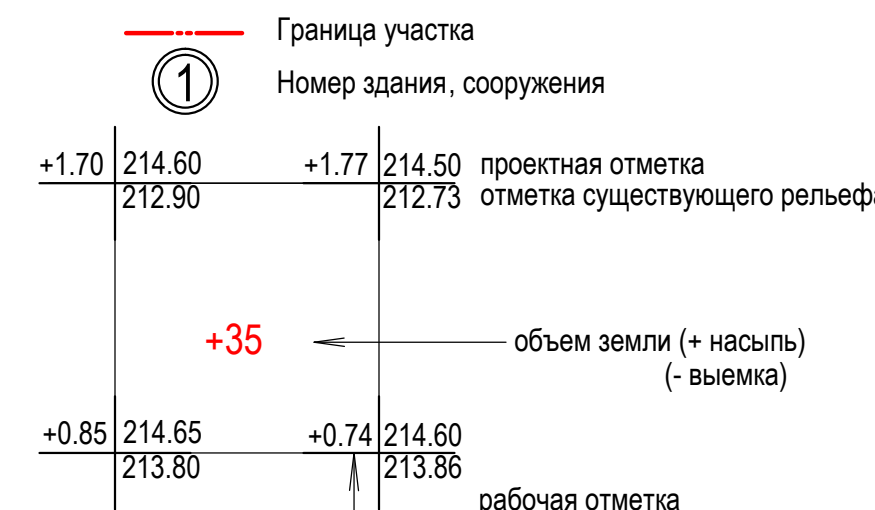 Граница участка
1
Номер здания, сооружения
+1.70 214.60 +1.77 214.50 проектная отметка
212.90 212.73 отметка существующего рельефа
+35 объем земли (+ насыпь)
(- выемка)
+0.85 214.65 +0.74 214.60
213.80 213.86
рабочая отметка